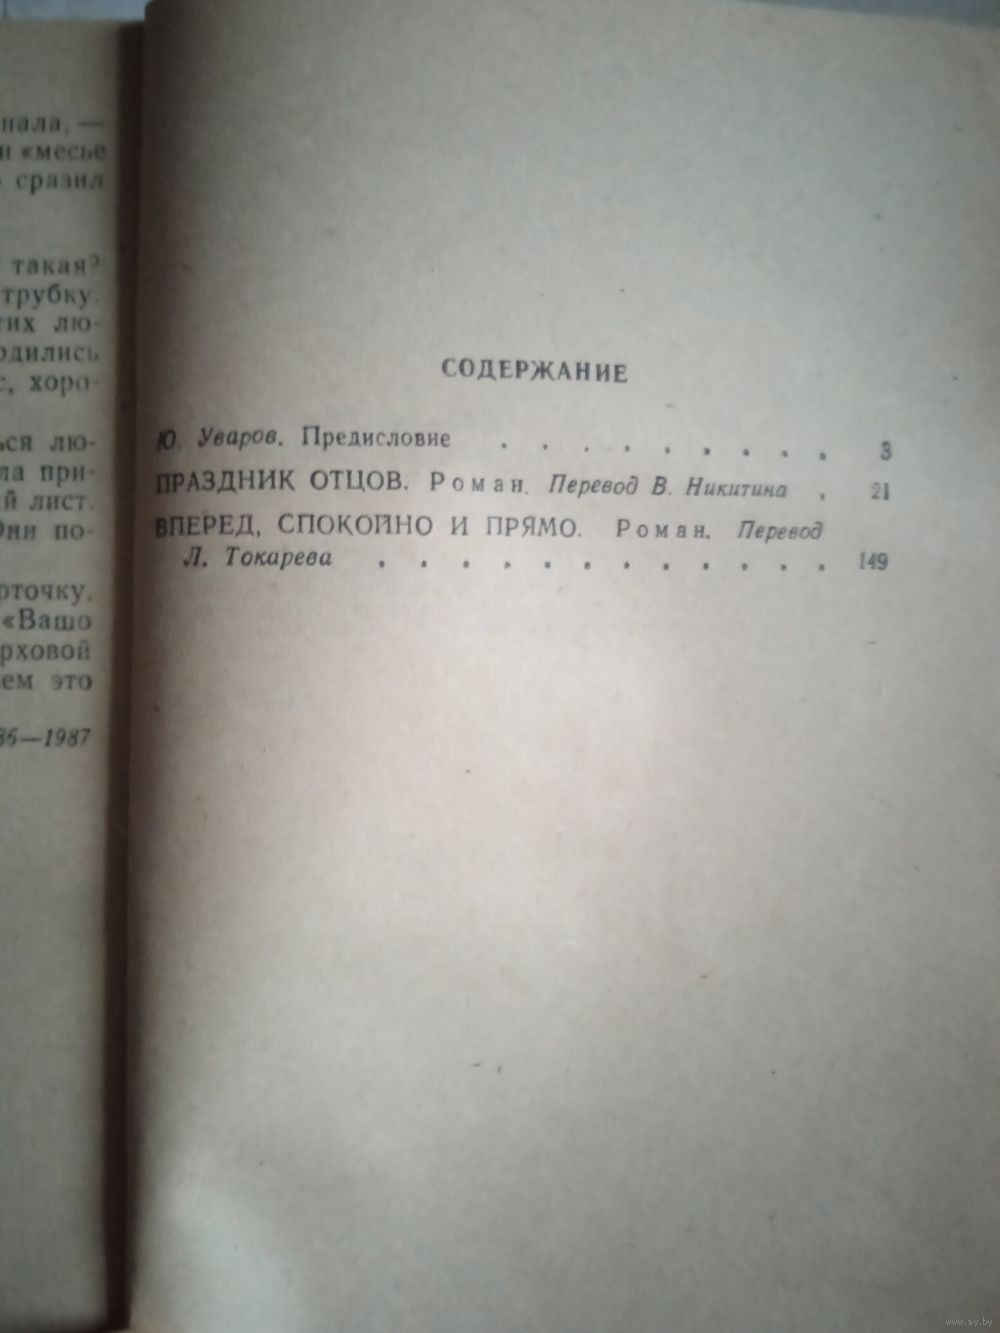 нала, —
и «месье
сразил
такая?
трубку.
тих лю-
одились
с, хоро-
ься лю-
ла при-
й лист.
Они по-
рточку,
«Вашо
рховой
ем это
86—1987
СОДЕРЖАНИЕ
Ю. Уваров. Предисловие . . . . . . . . . 3
ПРАЗДНИК ОТЦОВ. Роман. Перевод В. Никитина . 21
ВПЕРЕД, СПОКОЙНО И ПРЯМО. Роман. Перевод
Л. Токарева . . . . . . . . . . . . 149
www.ay.by